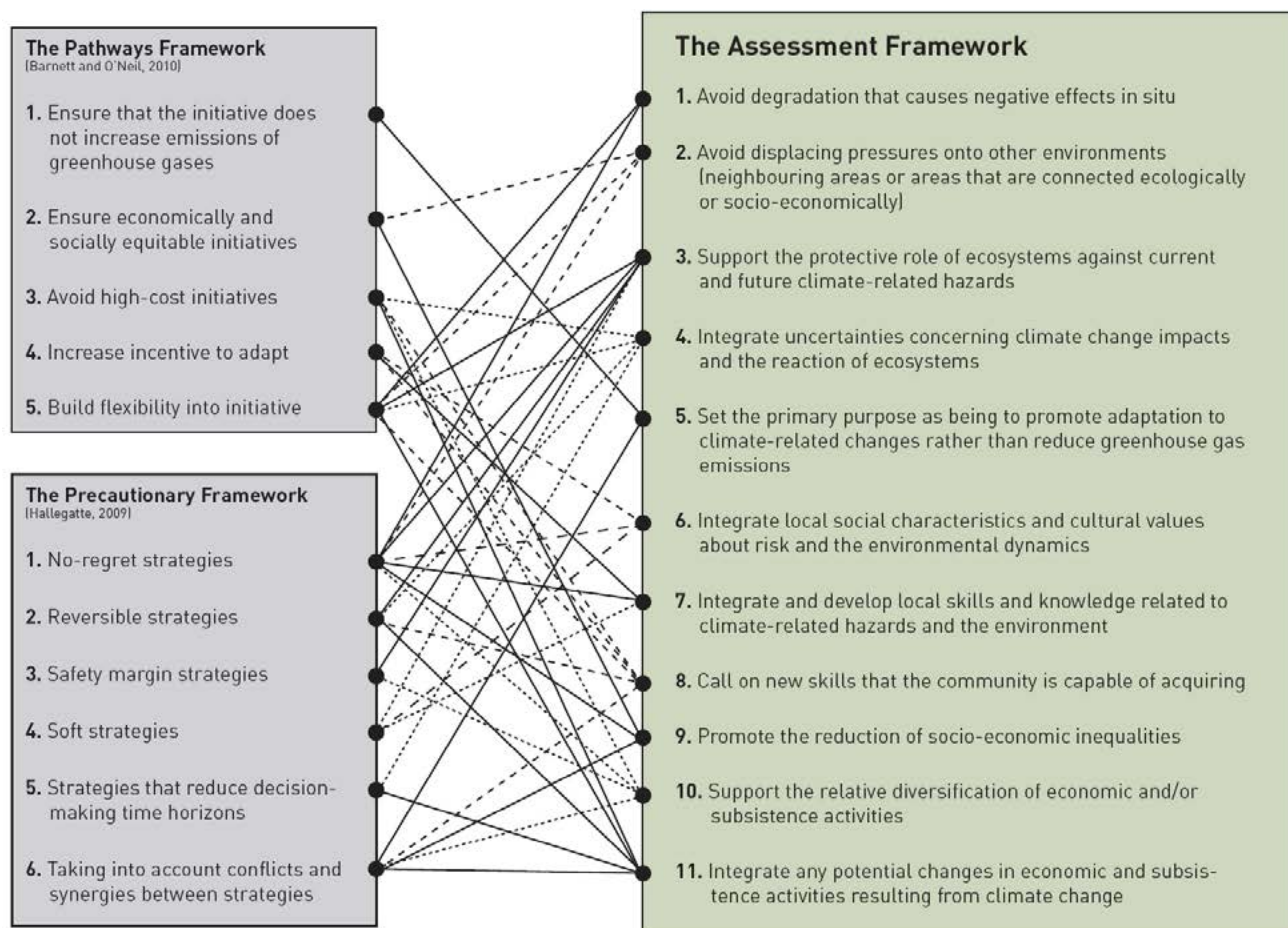 The Pathways Framework
(Barnett and O'Neil, 2010)
1. Ensure that the initiative does
not increase emissions of
greenhouse gases
2. Ensure economically and
socially equitable initiatives
3. Avoid high-cost initiatives
4. Increase incentive to adapt
5. Build flexibility into initiative
The Precautionary Framework
(Hallegatte, 2009)
1. No-regret strategies
2. Reversible strategies
3. Safety margin strategies
4. Soft strategies
5. Strategies that reduce decision-
making time horizons
6. Taking into account conflicts and
synergies between strategies
The Assessment Framework
1. Avoid degradation that causes negative effects in situ
2. Avoid displacing pressures onto other environments
(neighbouring areas or areas that are connected ecologically
or socio-economically)
3. Support the protective role of ecosystems against current
and future climate-related hazards
4. Integrate uncertainties concerning climate change impacts
and the reaction of ecosystems
5. Set the primary purpose as being to promote adaptation to
climate-related changes rather than reduce greenhouse gas
emissions
6. Integrate local social characteristics and cultural values
about risk and the environmental dynamics
7. Integrate and develop local skills and knowledge related to
climate-related hazards and the environment
8. Call on new skills that the community is capable of acquiring
9. Promote the reduction of socio-economic inequalities
10. Support the relative diversification of economic and/or
subsistence activities
11. Integrate any potential changes in economic and subsis-
tence activities resulting from climate change